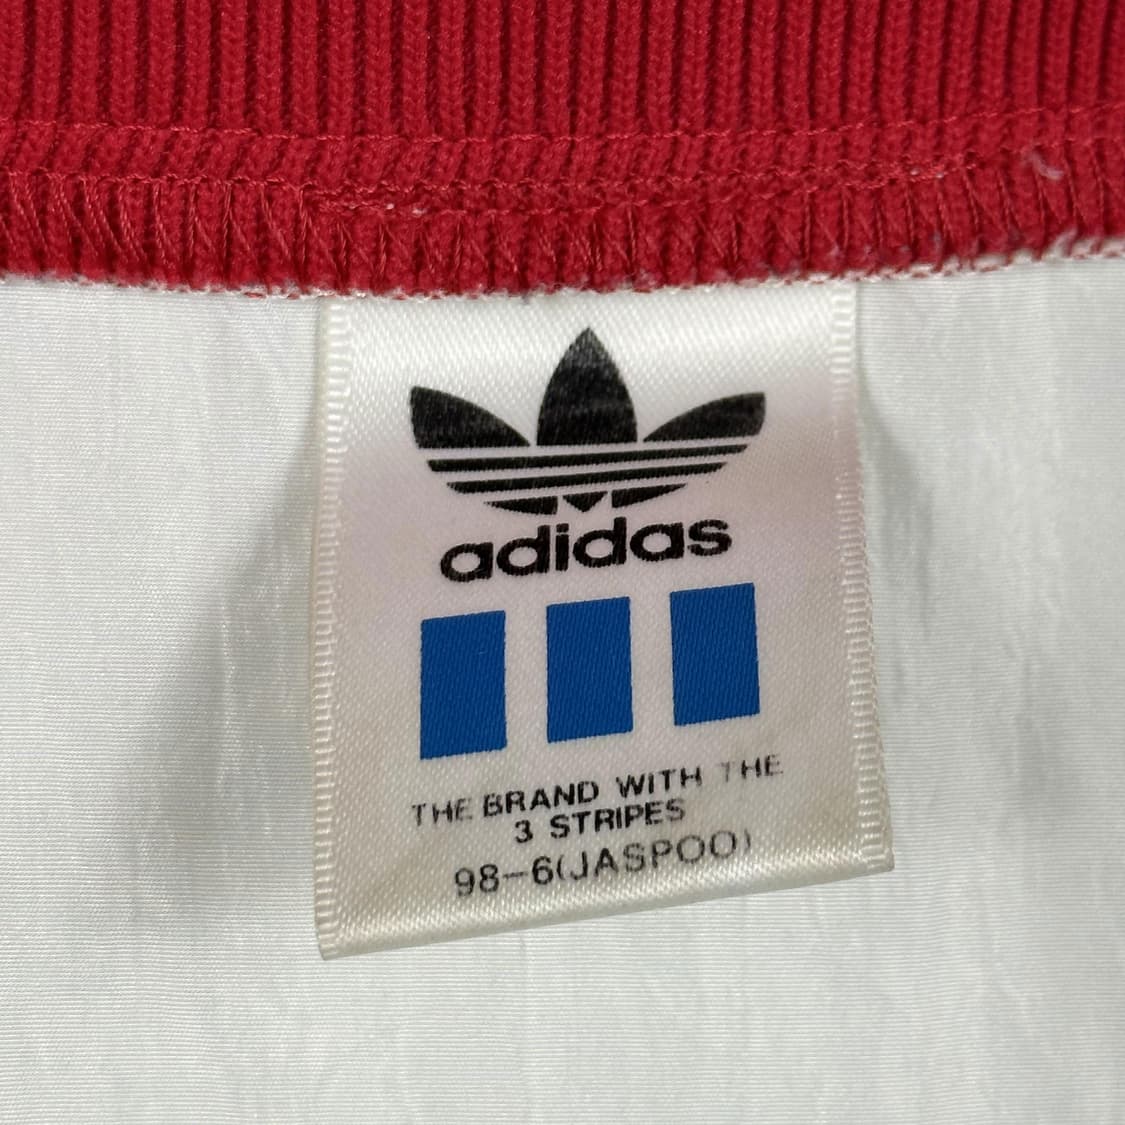 adidas
THE BRAND WITH THE
3 STRIPES
98-6(JASPOO)